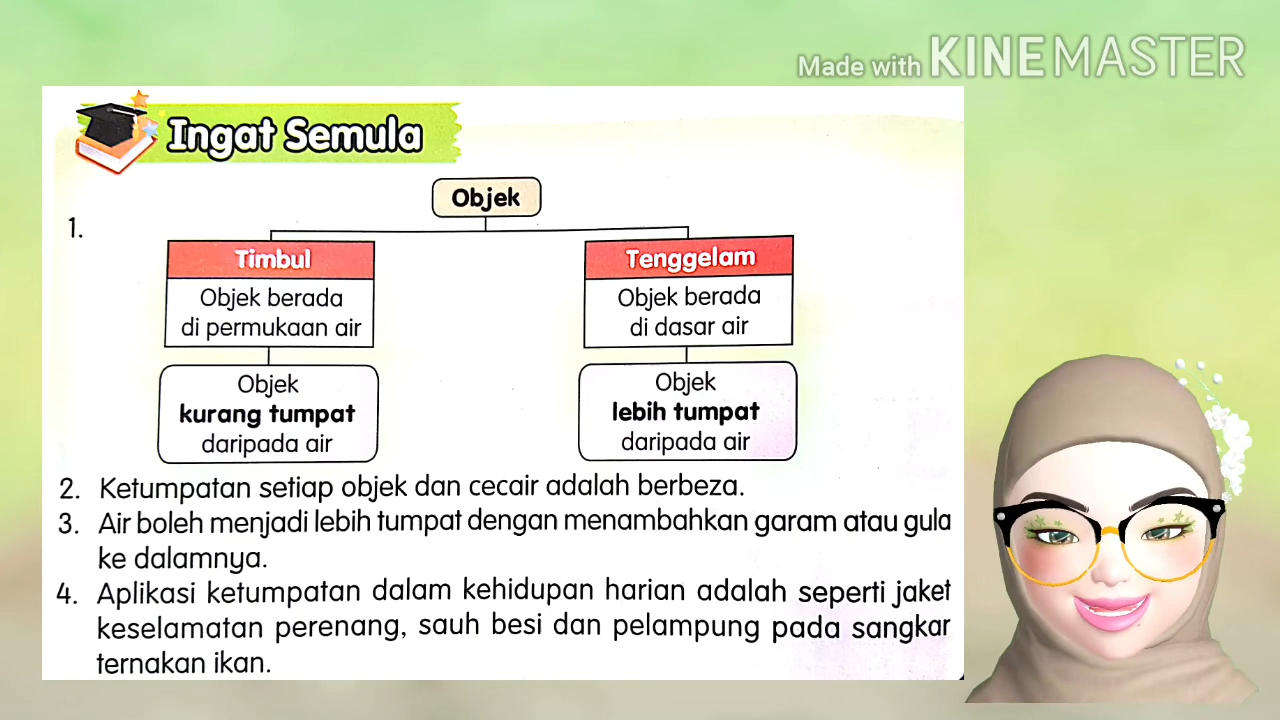 Made with KINEMASTER
Ingat Semula
Objek
1.
Timbul
Objek berada
di permukaan air
Objek
kurang tumpat
daripada air
Tenggelam
Objek berada
di dasar air
Objek
lebih tumpat
daripada air
2. Ketumpatan setiap objek dan cecair adalah berbeza.
3. Air boleh menjadi lebih tumpat dengan menambahkan garam atau gula
ke dalamnya.
4. Aplikasi ketumpatan dalam kehidupan harian adalah seperti jaket
keselamatan perenang, sauh besi dan pelampung pada sangkar
ternakan ikan.